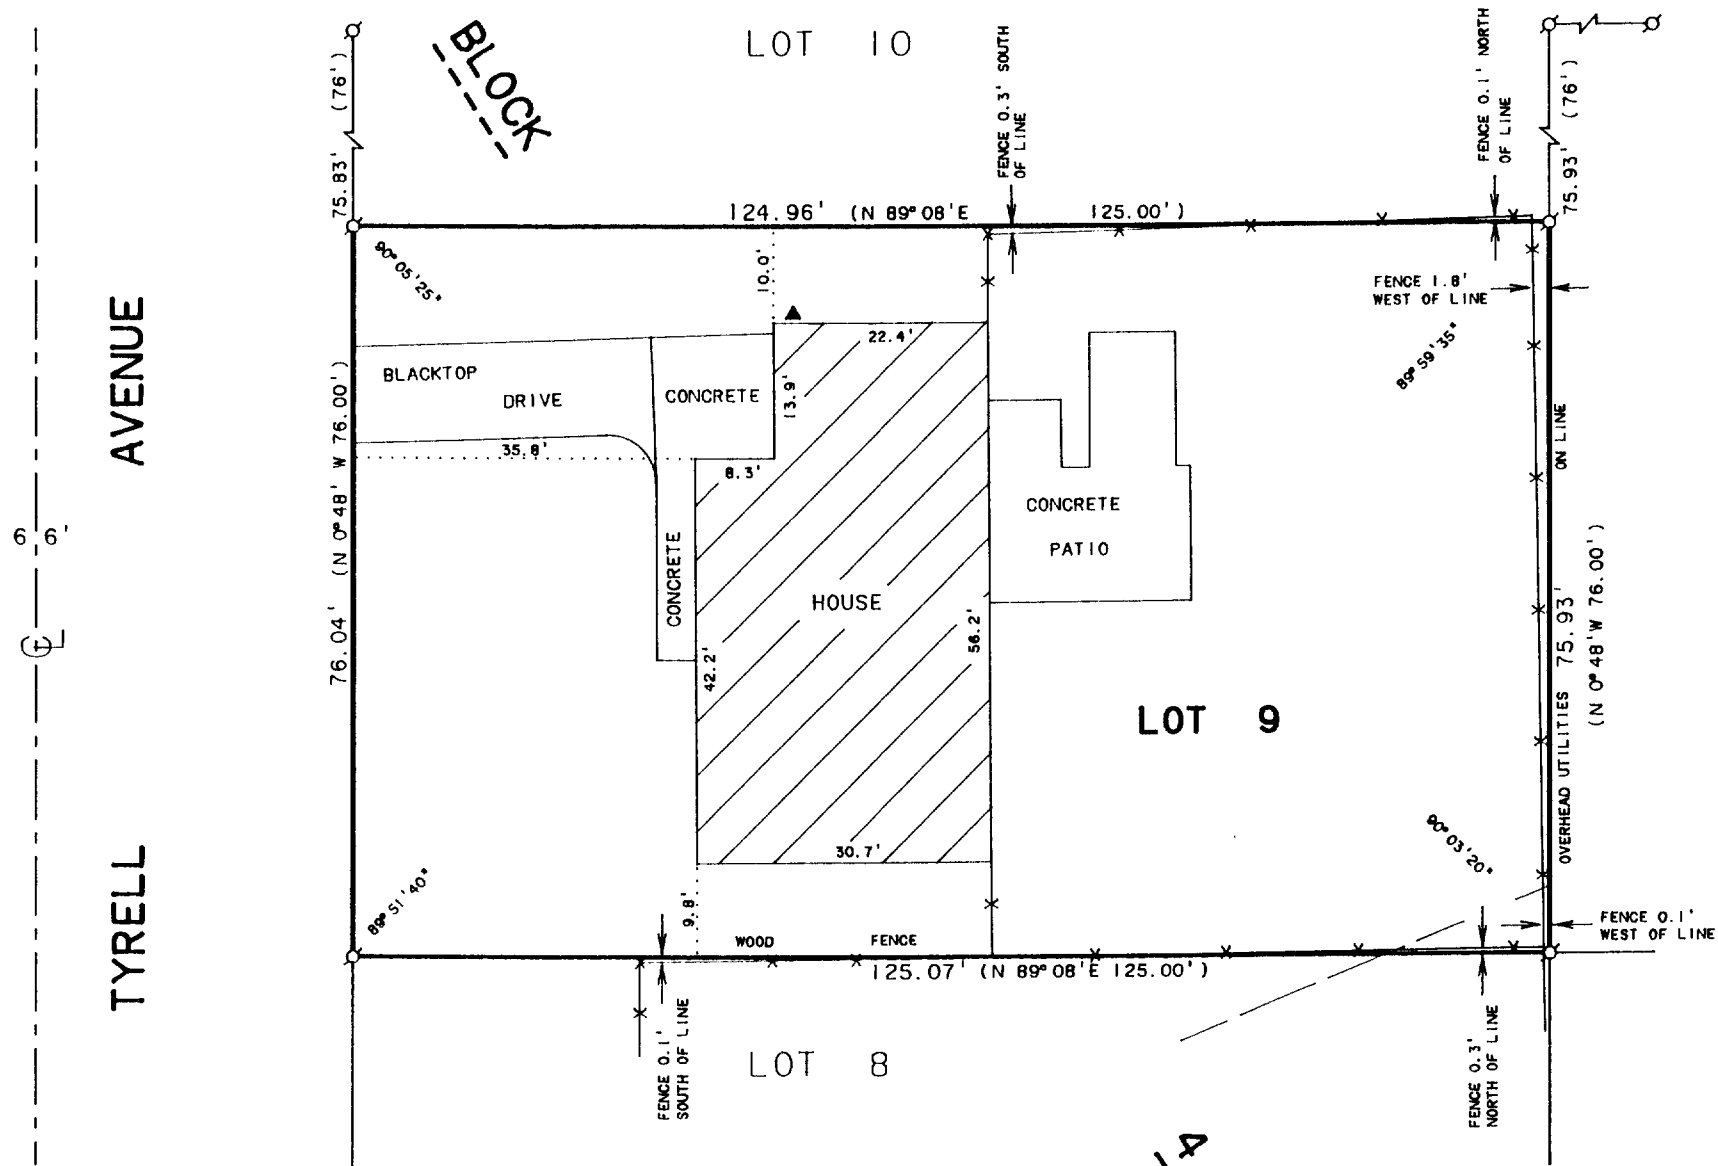 LOT 10
BLOCK
75.83' (76')
FENCE 0.3' SOUTH
OF LINE
FENCE 0.1' NORTH
OF LINE
75.93' (76')
124.96' (N 89°08'E 125.00')
90°05'25"
10.0'
FENCE 1.8'
WEST OF LINE
22.4'
89°59'35"
BLACKTOP
DRIVE
CONCRETE
13.9'
35.8'
8.3'
ON LINE
AVENUE
76.04' (N 0°48' W 76.00')
66'
CL
CONCRETE
CONCRETE
PATIO
HOUSE
42.2'
56.2'
LOT 9
OVERHEAD UTILITIES 75.93'
(N 0°48'W 76.00')
30.7'
90°03'20"
TYRELL
89°51'40"
9.8'
WOOD FENCE
FENCE 0.1'
WEST OF LINE
125.07' (N 89°08'E 125.00')
FENCE 0.1'
SOUTH OF LINE
LOT 8
FENCE 0.3'
NORTH OF LINE
4